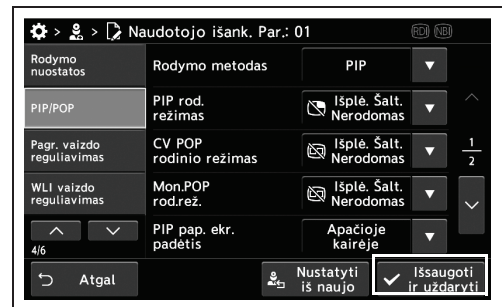 > > Naudotojo išank. Par.: 01
RDI NBI
Rodymo
nuostatos
PIP/POP
Pagr. vaizdo
reguliavimas
WLI vaizdo
reguliavimas
4/6
Rodymo metodas
PIP
PIP rod.
režimas
Išplė. Šalt.
Nerodomas
CV POP
rodinio režimas
Išplė. Šalt.
Nerodomas
Mon.POP
rod.rež.
Išplė. Šalt.
Nerodomas
PIP pap. ekr.
padėtis
Apačioje
kairėje
1
2
Atgal
Nustatyti
iš naujo
Išsaugoti
ir uždaryti